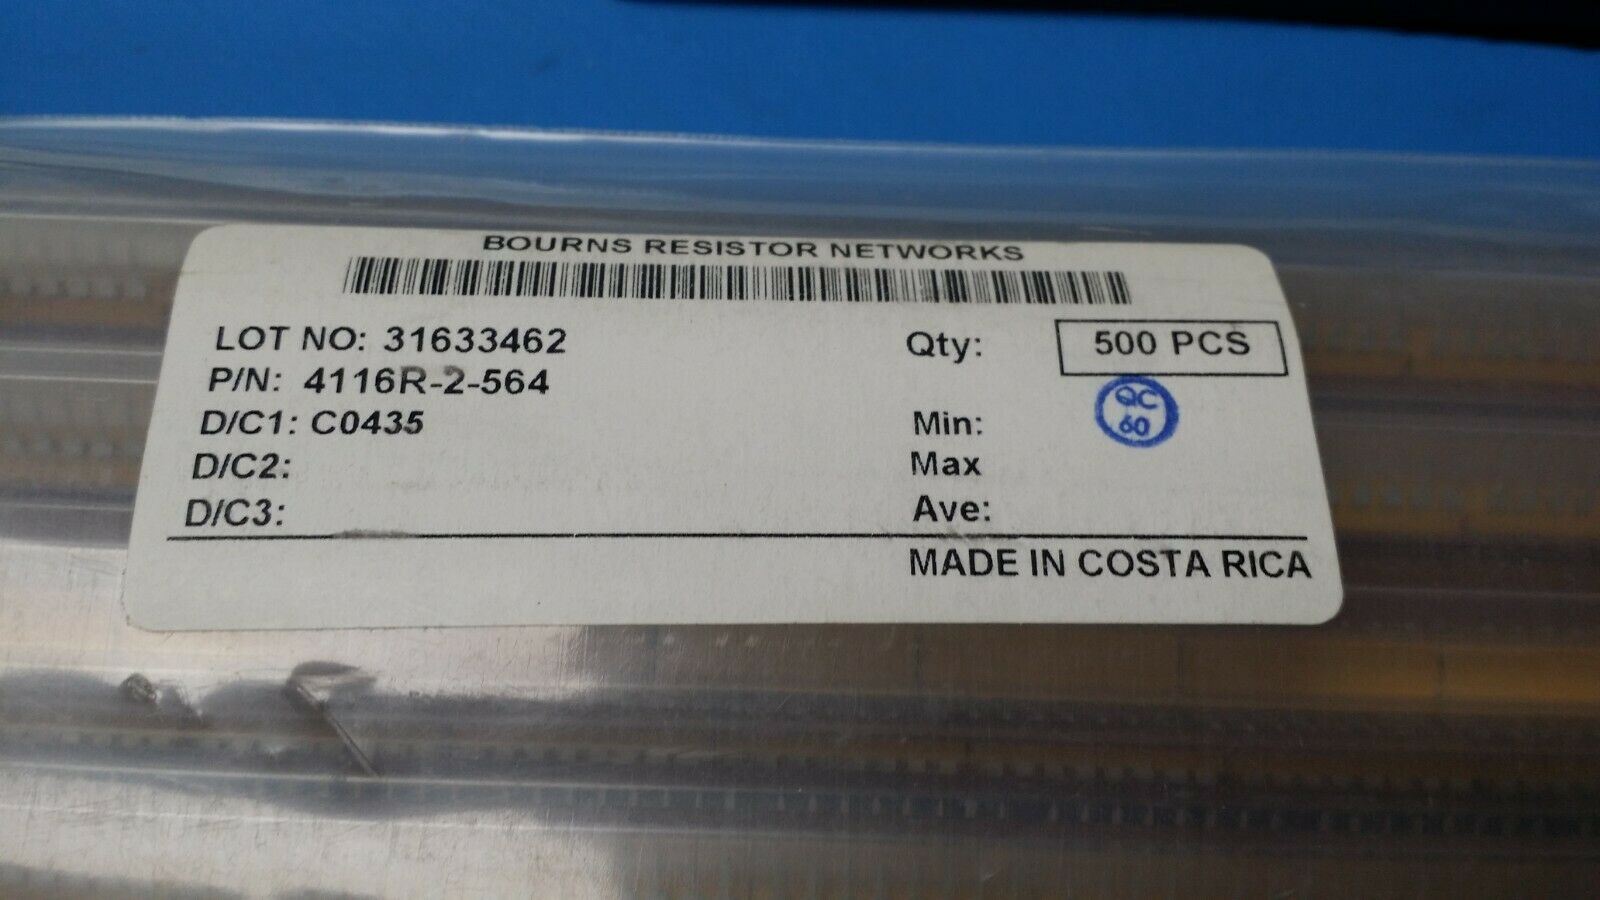 BOURNS RESISTOR NETWORKS
LOT NO: 31633462
Qty: 500 PCS
P/N: 4116R-2-564
QC
60
D/C1: C0435
Min:
D/C2:
Max
D/C3:
Ave:
MADE IN COSTA RICA